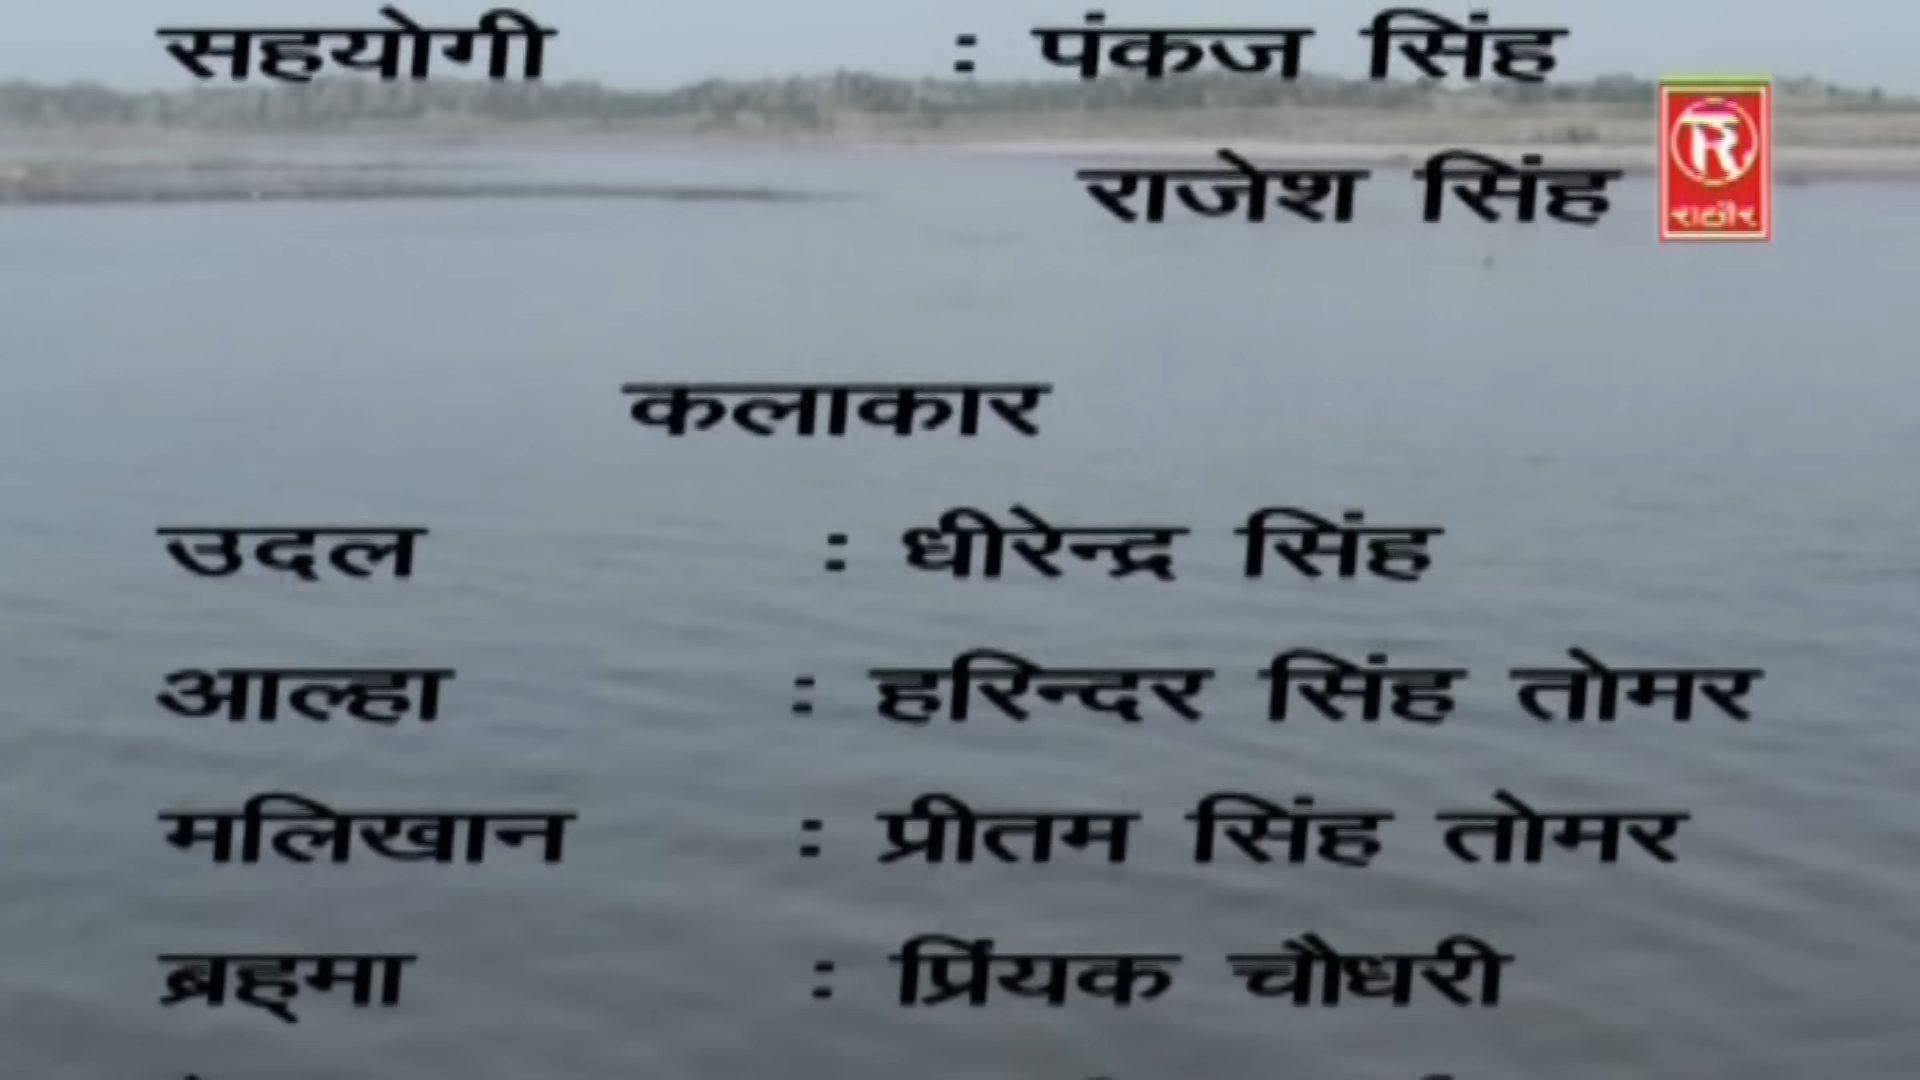 सहयोगी : पंकज सिंह
राजेश सिंह
R
राठौर
कलाकार
उदल : धीरेन्द्र सिंह
आल्हा : हरिन्दर सिंह तोमर
मलिखान : प्रीतम सिंह तोमर
ब्रह्मा : प्रिंयक चौधरी